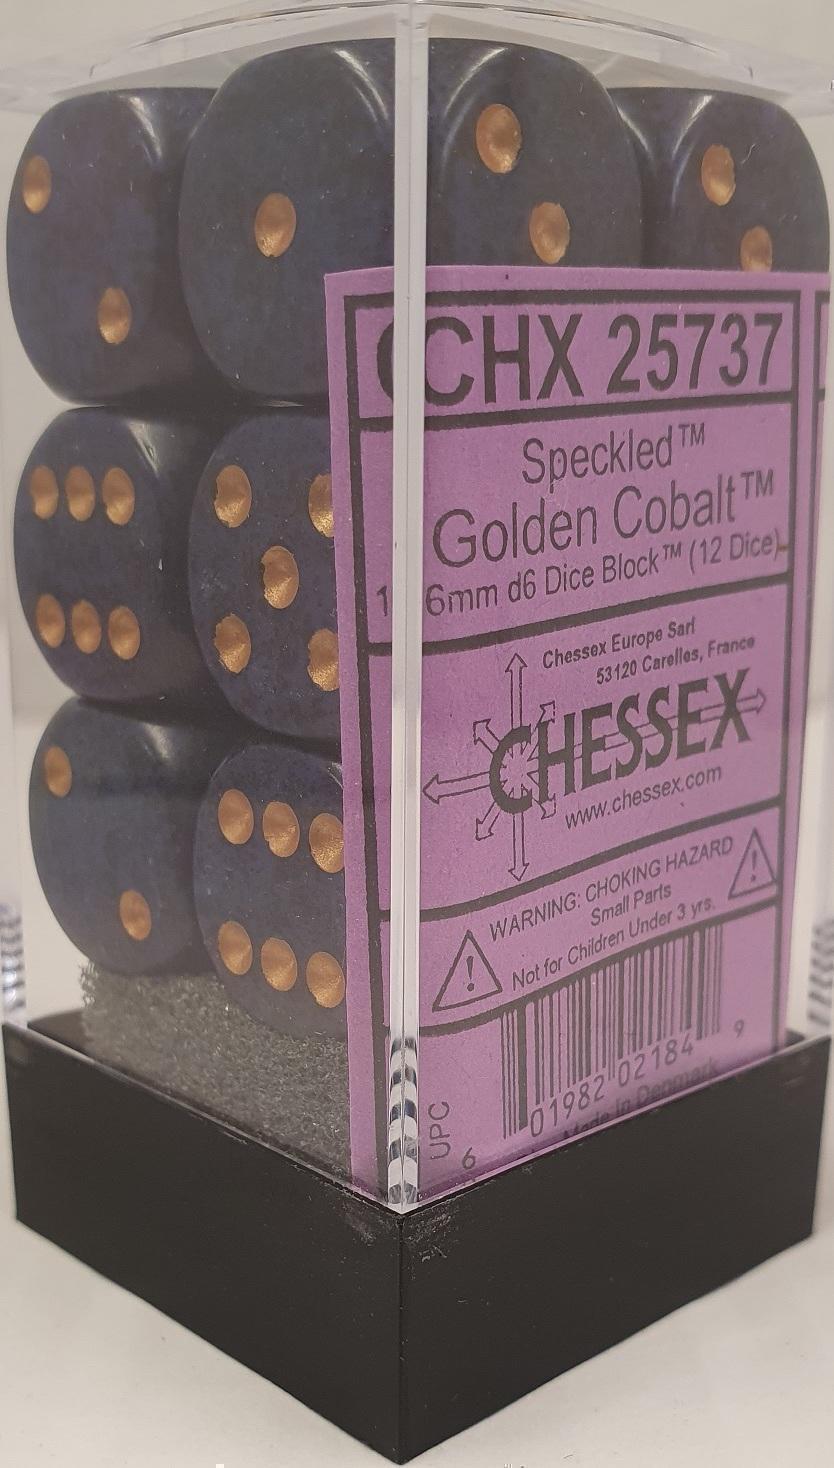 CHX 25737
Speckled™
Golden Cobalt™
16mm d6 Dice Block™ (12 Dice)
Chessex Europe Sarl
53120 Carelles, France
CHESSEX
www.chessex.com
WARNING: CHOKING HAZARD
Small Parts
Not for Children Under 3 yrs.
UPC
6 01982 02184 9
Made in Denmark